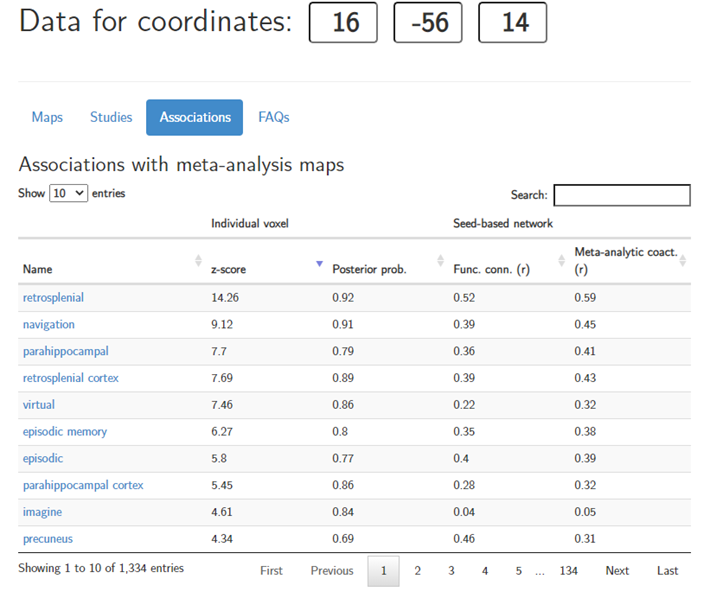 Data for coordinates: 16 -56 14
Maps Studies Associations FAQs
Associations with meta-analysis maps
Show 10 entries Search:
Individual voxel Seed-based network
Name z-score Posterior prob. Func. conn. (r) Meta-analytic coact. (r)
retrosplenial 14.26 0.92 0.52 0.59
navigation 9.12 0.91 0.39 0.45
parahippocampal 7.7 0.79 0.36 0.41
retrosplenial cortex 7.69 0.89 0.39 0.43
virtual 7.46 0.86 0.22 0.32
episodic memory 6.27 0.8 0.35 0.38
episodic 5.8 0.77 0.4 0.39
parahippocampal cortex 5.45 0.86 0.28 0.32
imagine 4.61 0.84 0.04 0.05
precuneus 4.34 0.69 0.46 0.31
Showing 1 to 10 of 1,334 entries First Previous 1 2 3 4 5 ... 134 Next Last